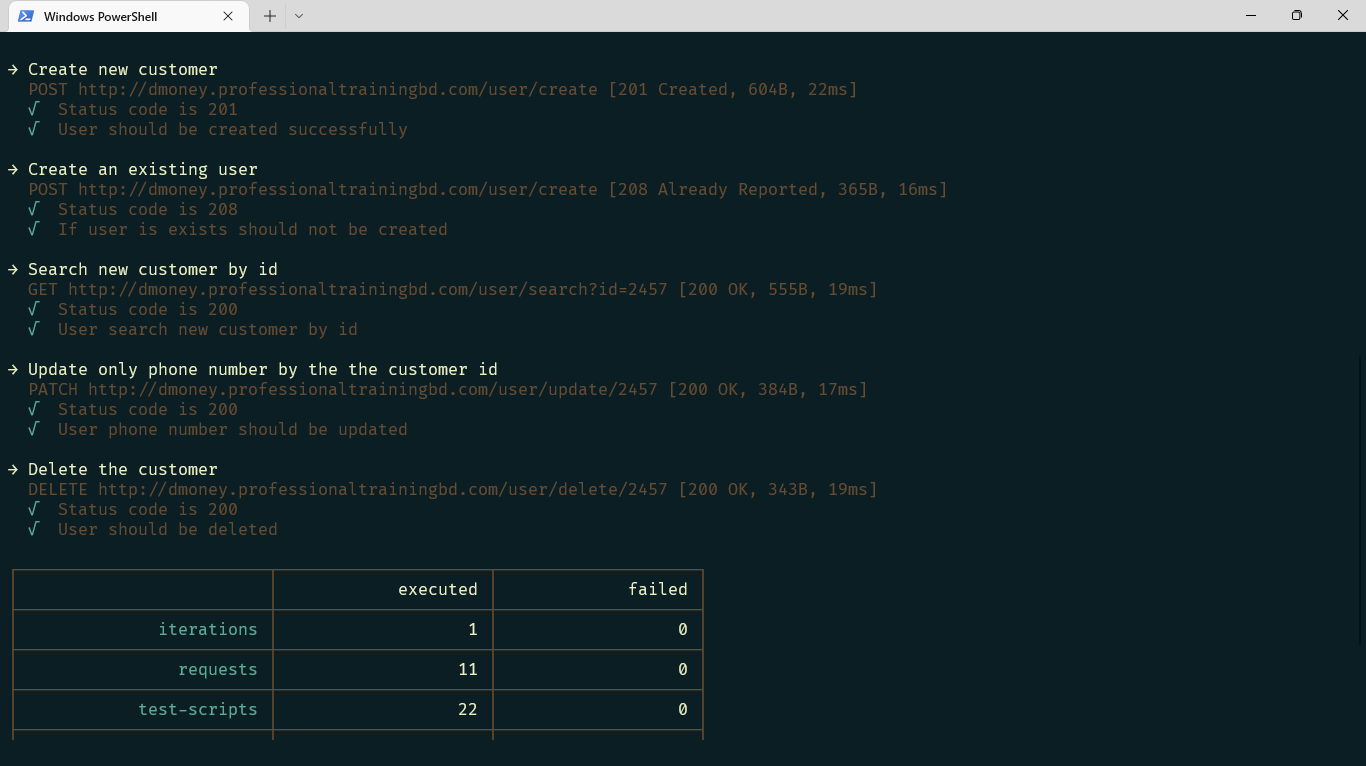 Windows PowerShell
→ Create new customer
POST http://dmoney.professionaltrainingbd.com/user/create [201 Created, 604B, 22ms]
√ Status code is 201
√ User should be created successfully
→ Create an existing user
POST http://dmoney.professionaltrainingbd.com/user/create [208 Already Reported, 365B, 16ms]
√ Status code is 208
√ If user is exists should not be created
→ Search new customer by id
GET http://dmoney.professionaltrainingbd.com/user/search?id=2457 [200 OK, 555B, 19ms]
√ Status code is 200
√ User search new customer by id
→ Update only phone number by the the customer id
PATCH http://dmoney.professionaltrainingbd.com/user/update/2457 [200 OK, 384B, 17ms]
√ Status code is 200
√ User phone number should be updated
→ Delete the customer
DELETE http://dmoney.professionaltrainingbd.com/user/delete/2457 [200 OK, 343B, 19ms]
√ Status code is 200
√ User should be deleted
executed failed
iterations 1 0
requests 11 0
test-scripts 22 0